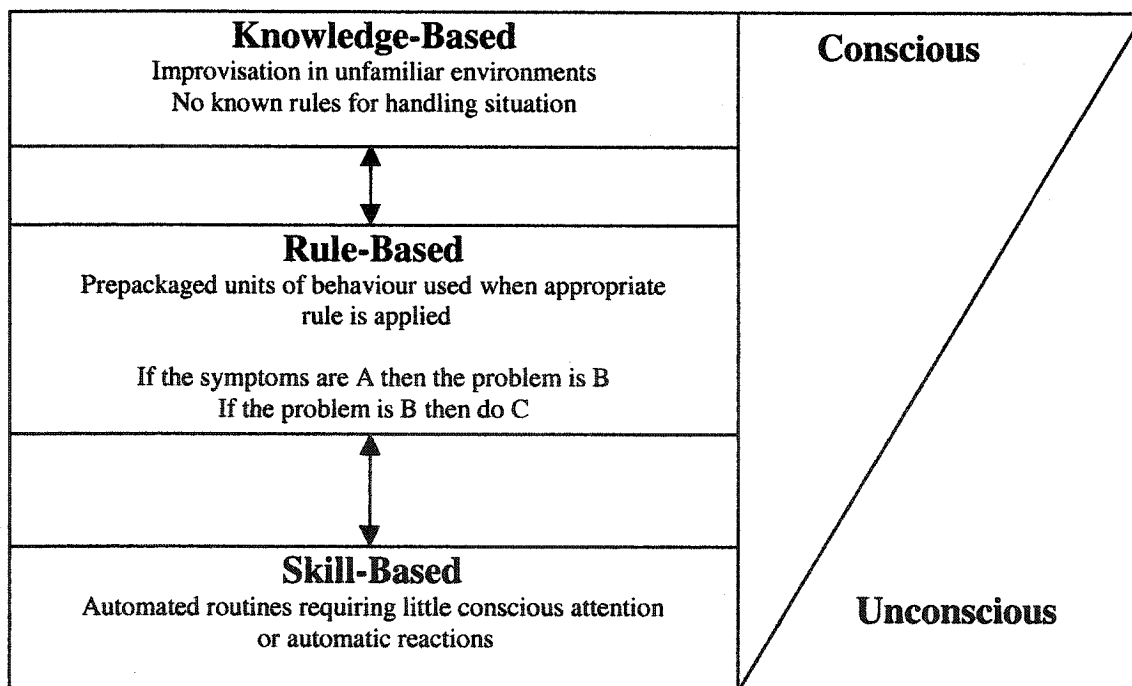 Knowledge-Based
Improvisation in unfamiliar environments
No known rules for handling situation
Conscious
Rule-Based
Prepackaged units of behaviour used when appropriate
rule is applied
If the symptoms are A then the problem is B
If the problem is B then do C
Skill-Based
Automated routines requiring little conscious attention
or automatic reactions
Unconscious